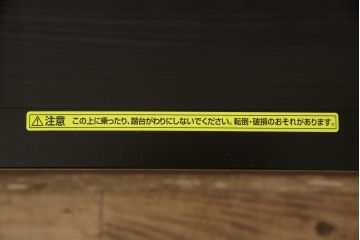 ⚠注意 この上に乗ったり、踏台がわりにしないでください。転倒・破損のおそれがあります。